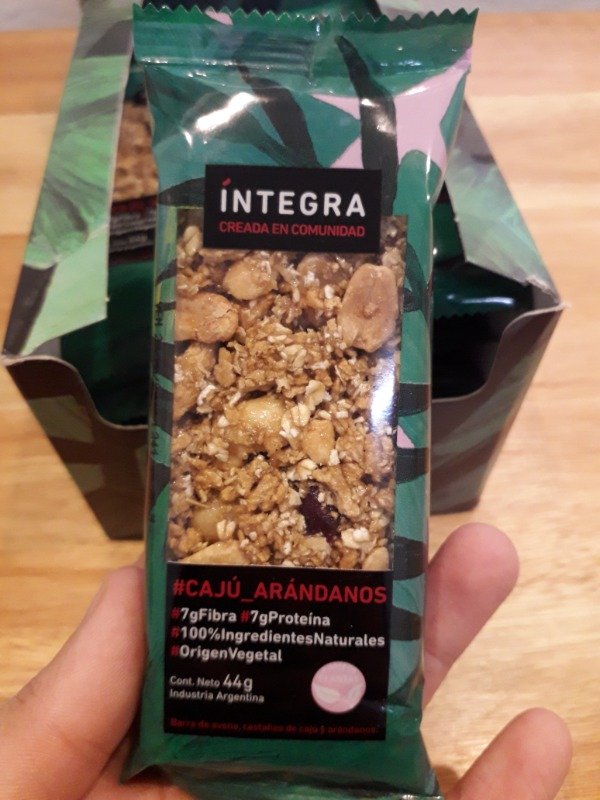 ÍNTEGRA
CREADA EN COMUNIDAD
#CAJÚ_ARÁNDANOS
#7gFibra #7gProteína
#100%IngredientesNaturales
#OrigenVegetal
Cont. Neto 44g
Industria Argentina
Barra de avena, castañas de cajú y arándanos.